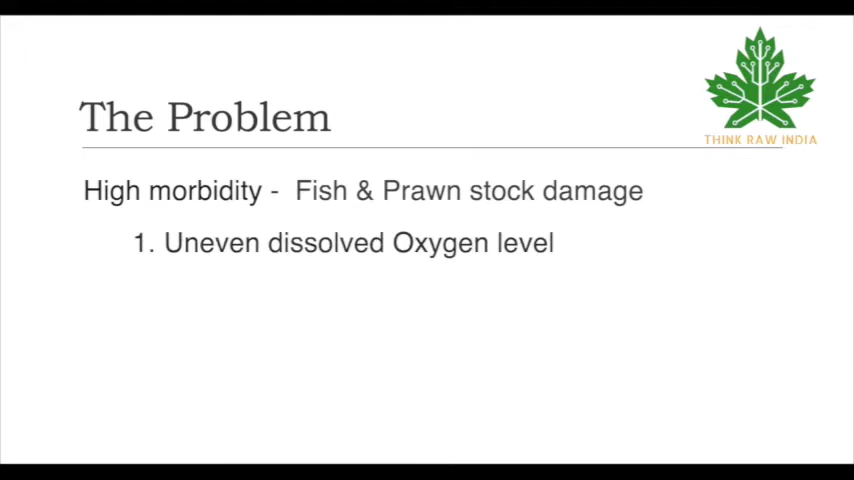 THINK RAW INDIA
The Problem
High morbidity - Fish & Prawn stock damage
1. Uneven dissolved Oxygen level